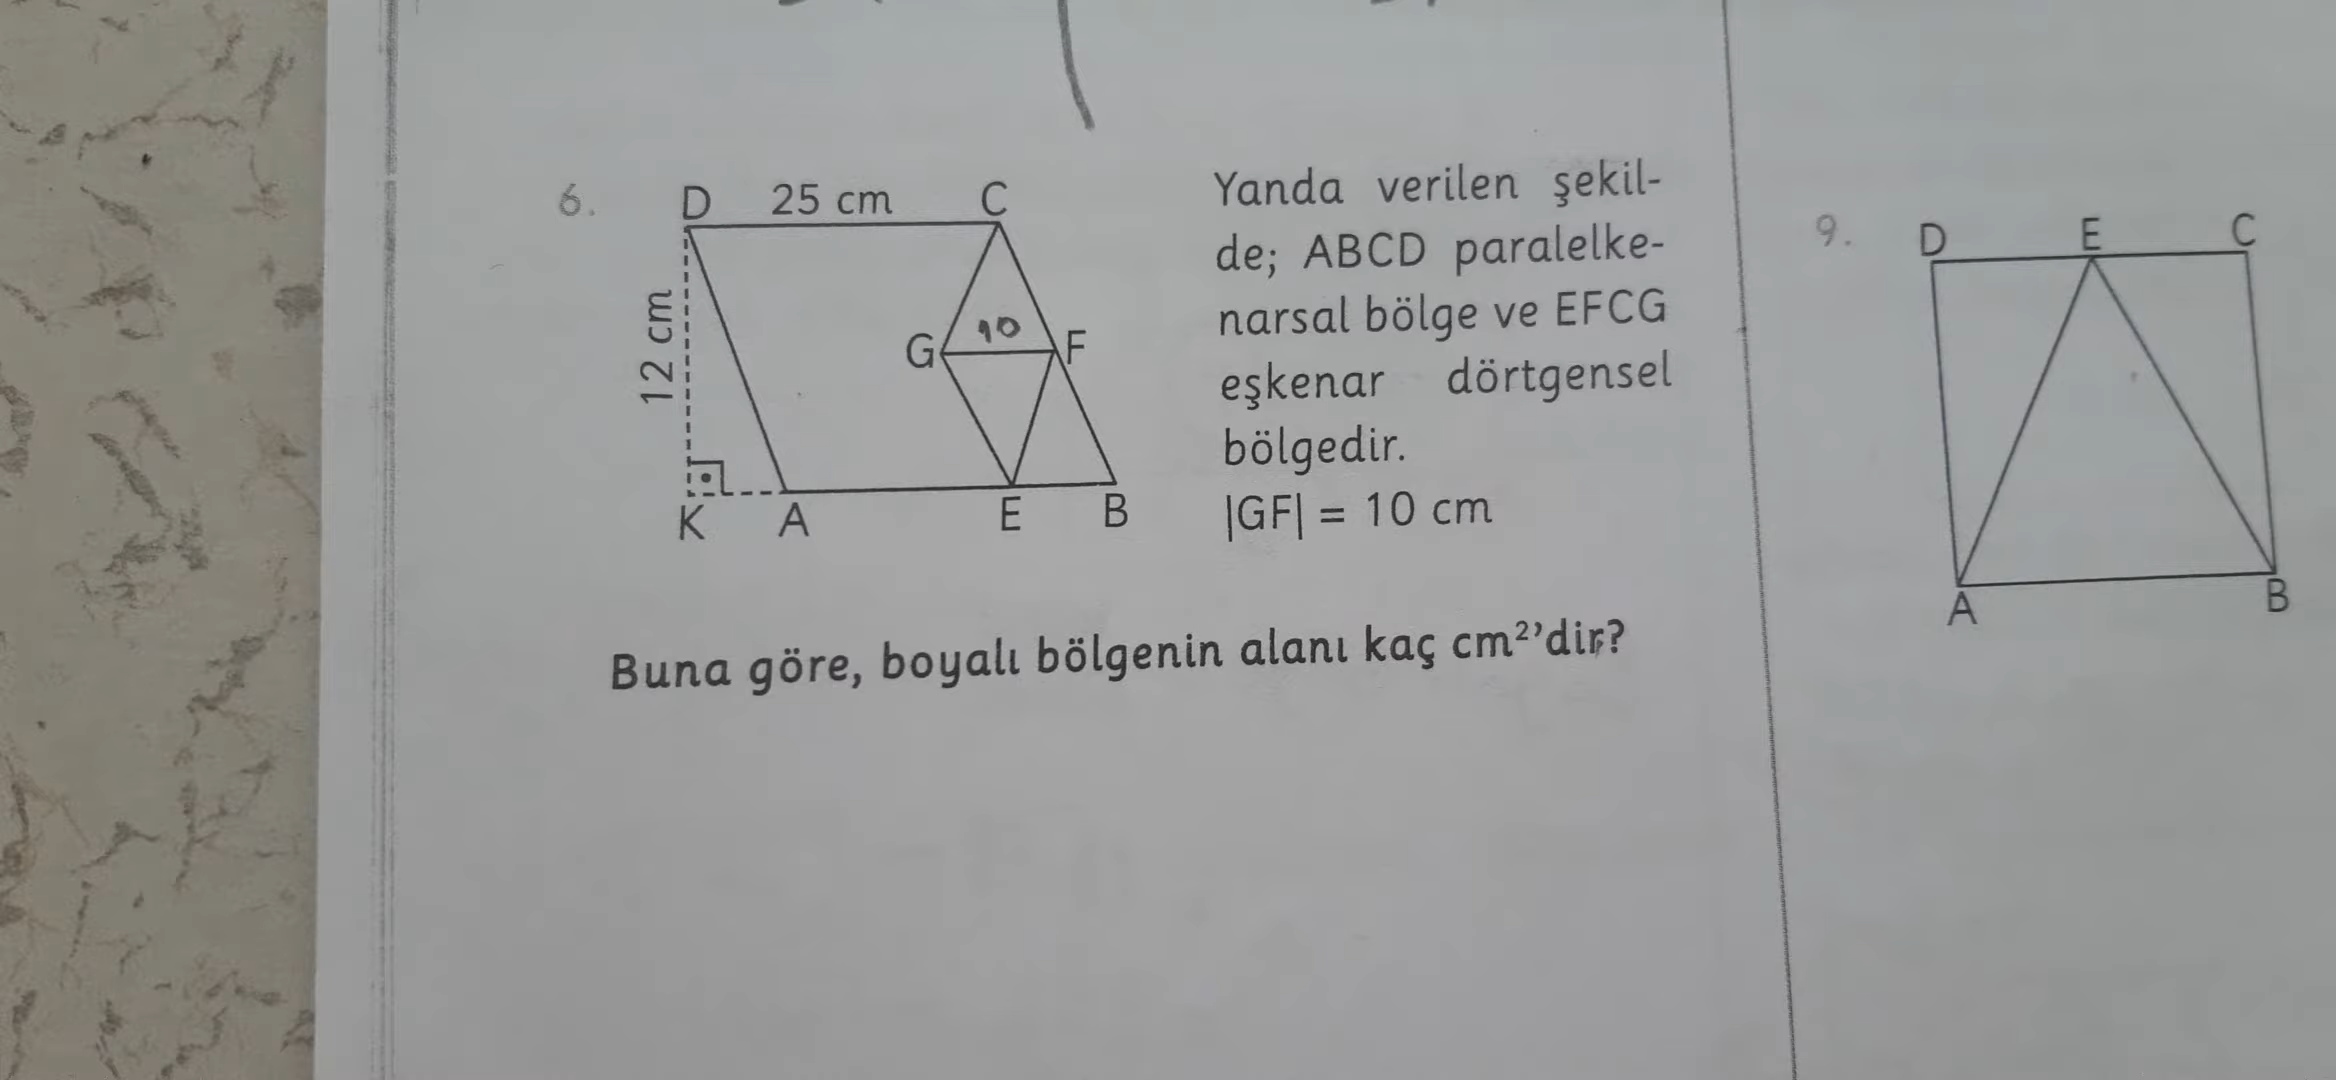 6.
D 25 cm C
12 cm
G 10 F
K A E B
Yanda verilen şekil-
de; ABCD paralelke-
narsal bölge ve EFCG
eşkenar dörtgensel
bölgedir.
|GF| = 10 cm
Buna göre, boyalı bölgenin alanı kaç cm²'dir?
9.
D E C
A B